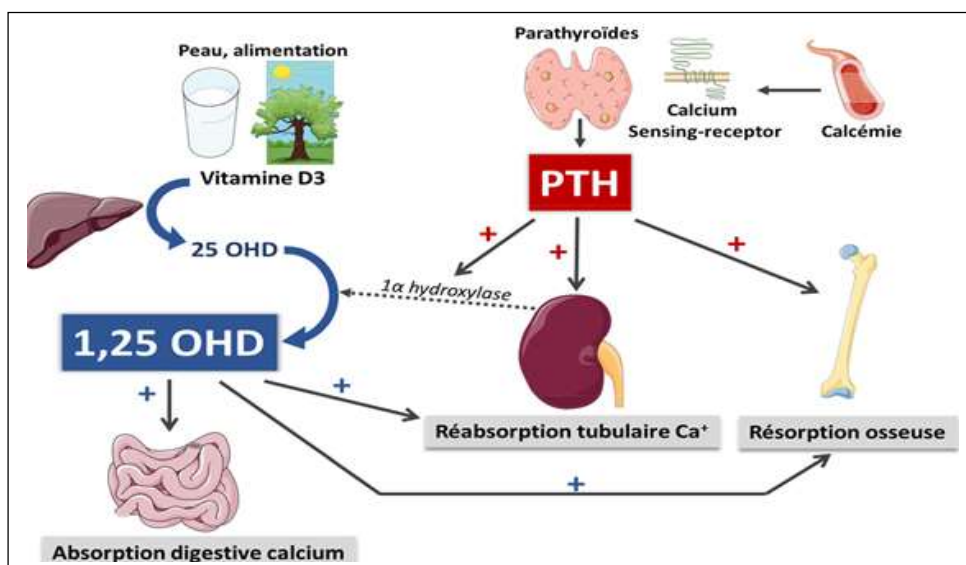 Peau, alimentation
Vitamine D3
25 OHD
1,25 OHD
+
+
+
Absorption digestive calcium
Parathyroïdes
Calcium
Sensing-receptor
Calcémie
PTH
+
+
+
1α hydroxylase
Réabsorption tubulaire Ca⁺
Résorption osseuse